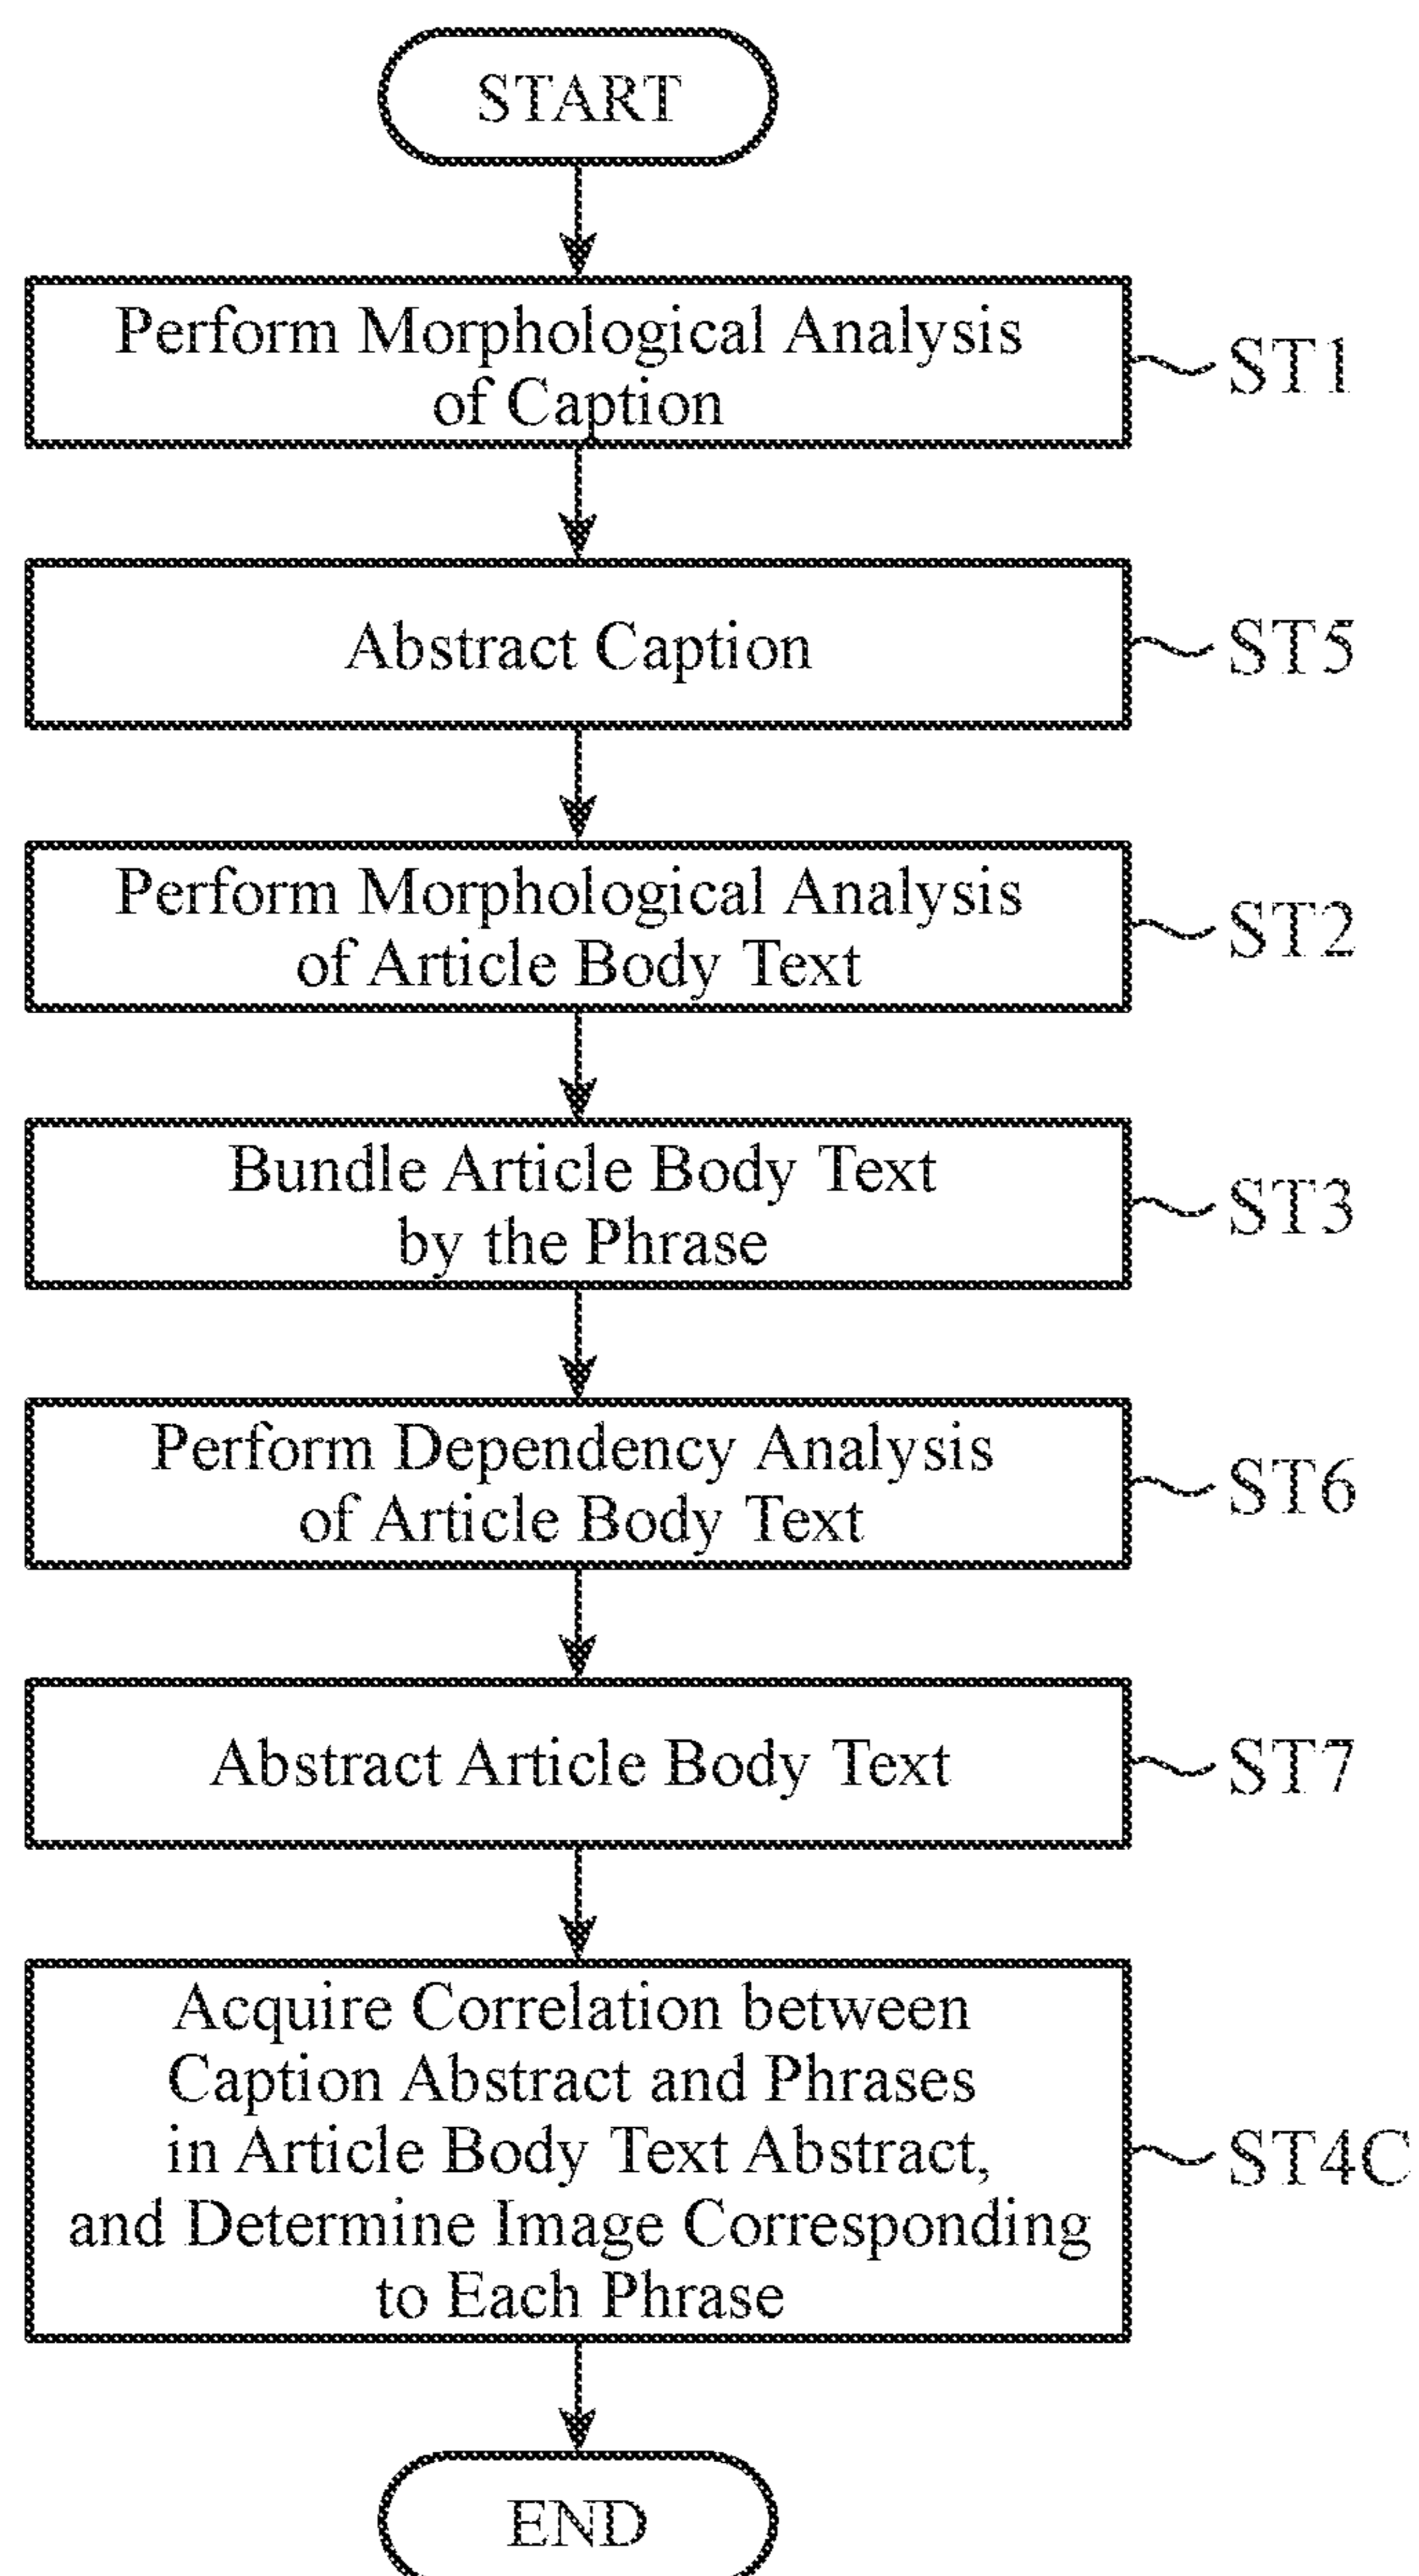 START
Perform Morphological Analysis
of Caption
ST1
Abstract Caption
ST5
Perform Morphological Analysis
of Article Body Text
ST2
Bundle Article Body Text
by the Phrase
ST3
Perform Dependency Analysis
of Article Body Text
ST6
Abstract Article Body Text
ST7
Acquire Correlation between
Caption Abstract and Phrases
in Article Body Text Abstract,
and Determine Image Corresponding
to Each Phrase
ST4C
END